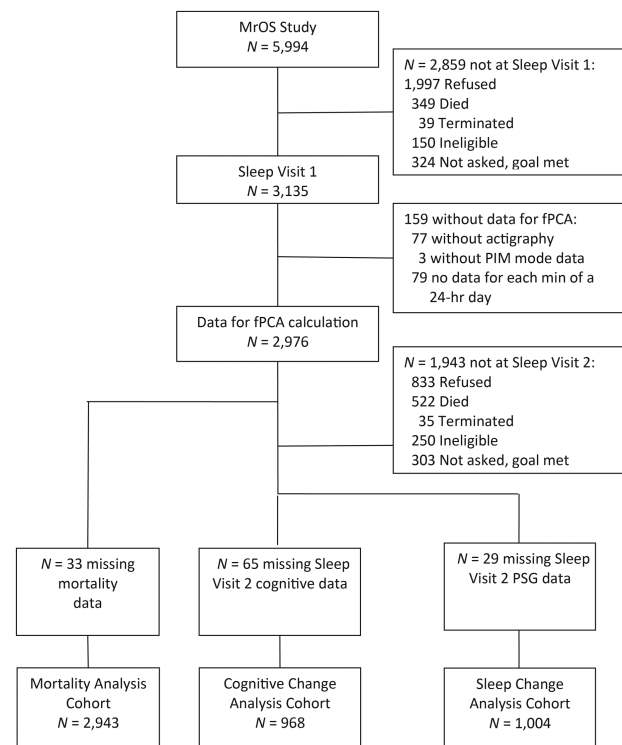 MrOS Study
N = 5,994
N = 2,859 not at Sleep Visit 1:
1,997 Refused
349 Died
39 Terminated
150 Ineligible
324 Not asked, goal met
Sleep Visit 1
N = 3,135
159 without data for fPCA:
77 without actigraphy
3 without PIM mode data
79 no data for each min of a
24-hr day
Data for fPCA calculation
N = 2,976
N = 1,943 not at Sleep Visit 2:
833 Refused
522 Died
35 Terminated
250 Ineligible
303 Not asked, goal met
N = 33 missing
mortality
data
N = 65 missing Sleep
Visit 2 cognitive data
N = 29 missing Sleep
Visit 2 PSG data
Mortality Analysis
Cohort
N = 2,943
Cognitive Change
Analysis Cohort
N = 968
Sleep Change
Analysis Cohort
N = 1,004